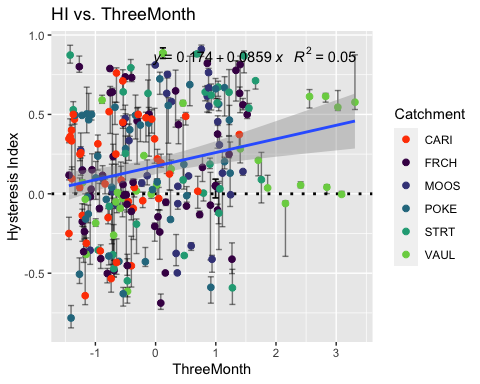 HI vs. ThreeMonth
y = 0.174 + 0.0859 x R² = 0.05
1.0
0.5
0.0
-0.5
Hysteresis Index
-1
0
1
2
3
ThreeMonth
Catchment
CARI
FRCH
MOOS
POKE
STRT
VAUL